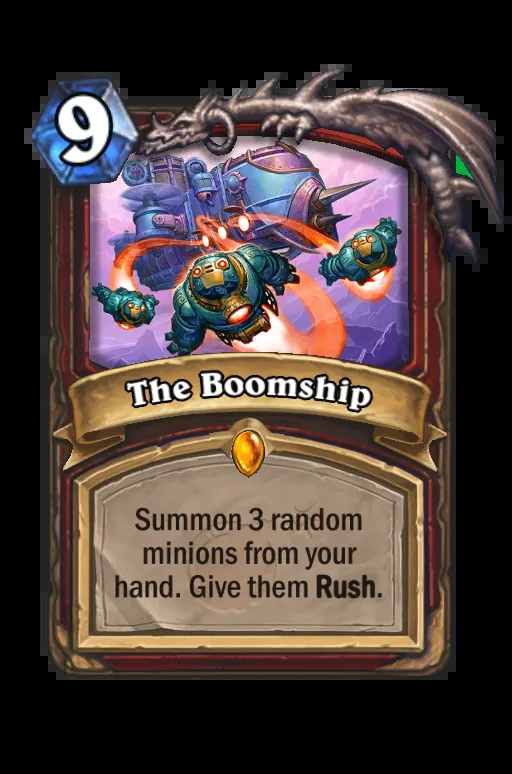 9
The Boomship
Summon 3 random
minions from your
hand. Give them Rush.